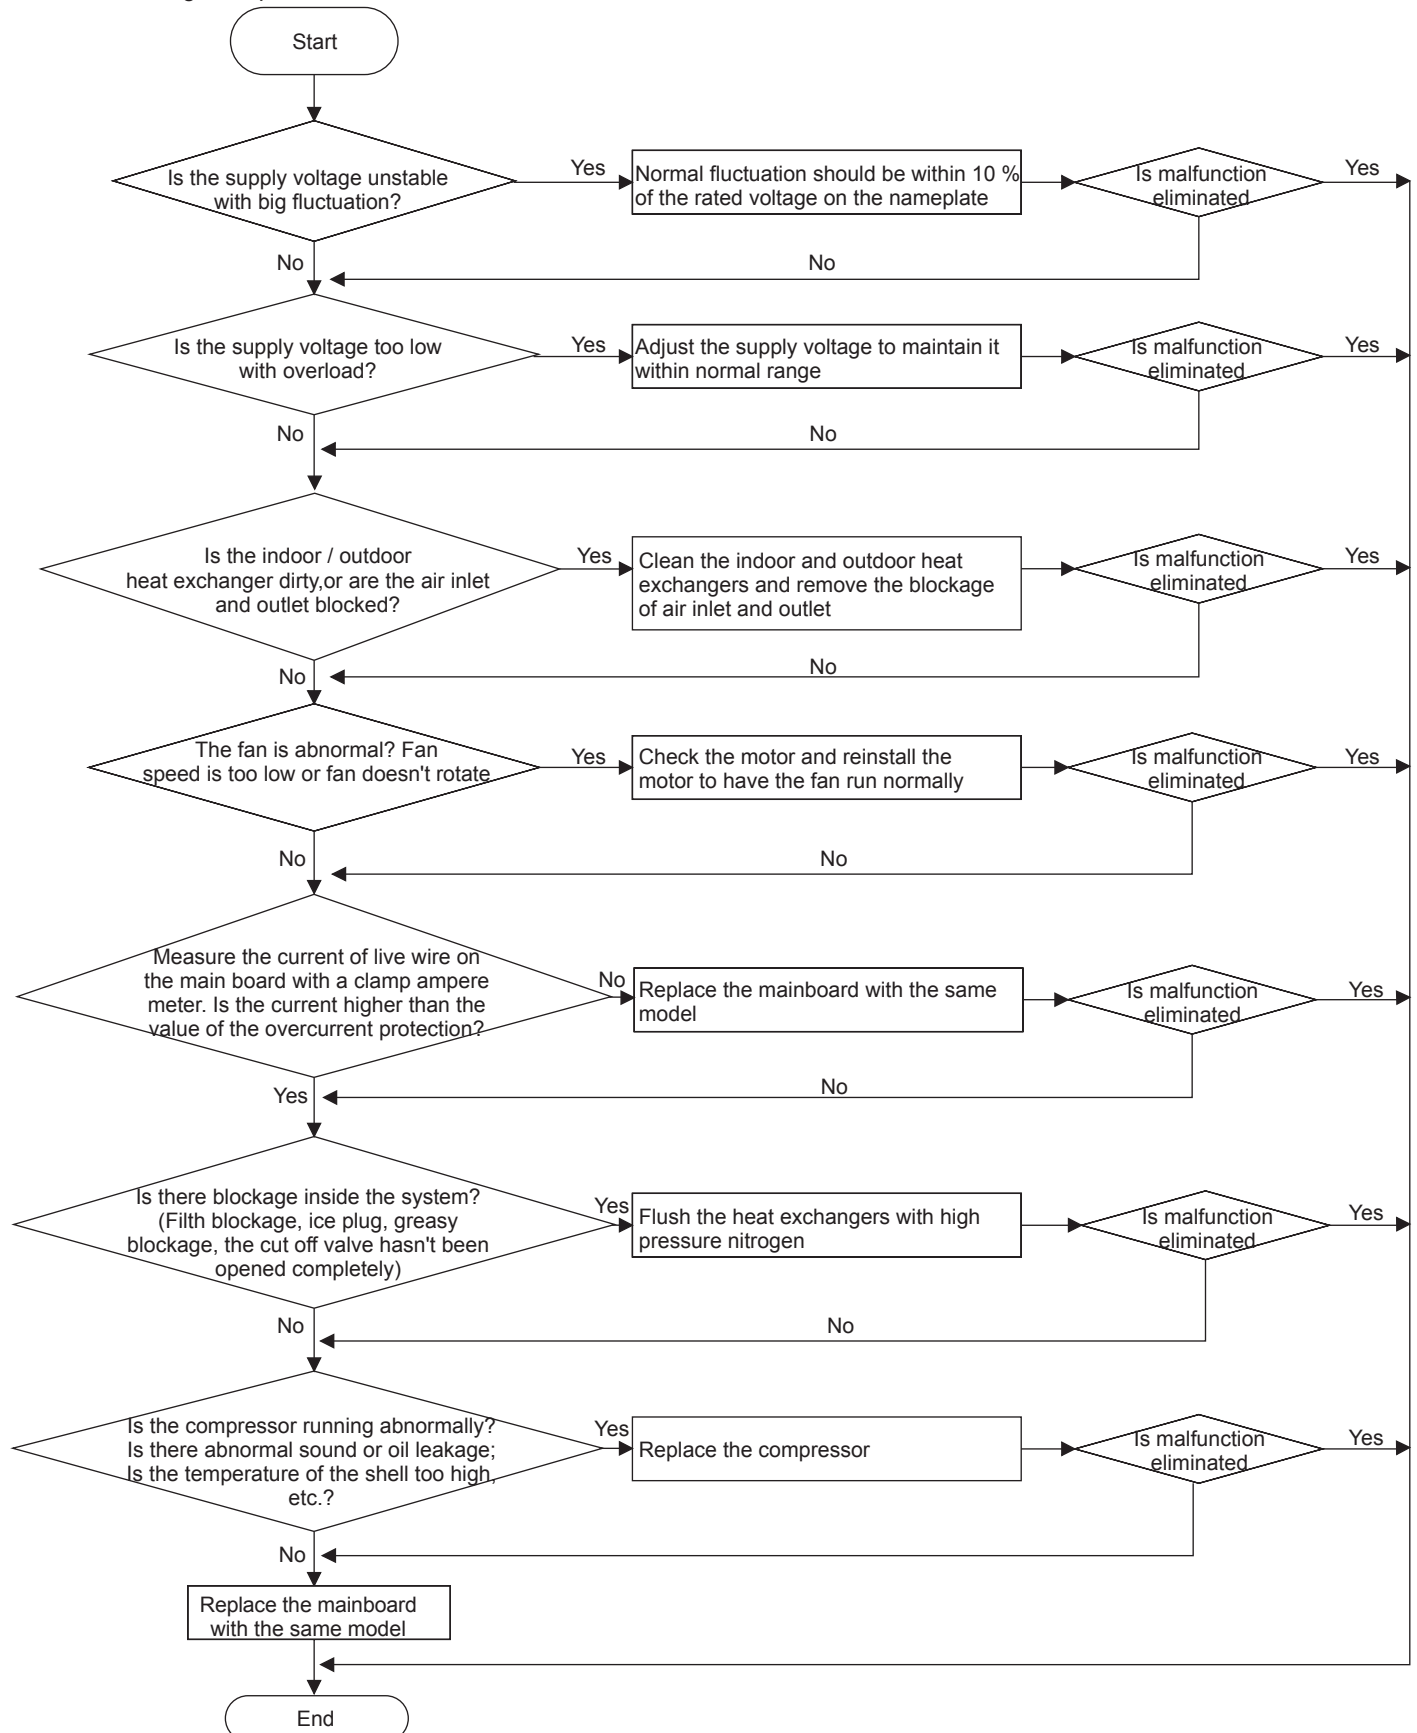 Start
Is the supply voltage unstable
with big fluctuation?
Yes
Normal fluctuation should be within 10 %
of the rated voltage on the nameplate
Is malfunction
eliminated
Yes
No
No
Is the supply voltage too low
with overload?
Yes
Adjust the supply voltage to maintain it
within normal range
Is malfunction
eliminated
Yes
No
No
Is the indoor / outdoor
heat exchanger dirty,or are the air inlet
and outlet blocked?
Yes
Clean the indoor and outdoor heat
exchangers and remove the blockage
of air inlet and outlet
Is malfunction
eliminated
Yes
No
No
The fan is abnormal? Fan
speed is too low or fan doesn't rotate
Yes
Check the motor and reinstall the
motor to have the fan run normally
Is malfunction
eliminated
Yes
No
No
Measure the current of live wire on
the main board with a clamp ampere
meter. Is the current higher than the
value of the overcurrent protection?
No
Replace the mainboard with the same
model
Is malfunction
eliminated
Yes
Yes
No
Is there blockage inside the system?
(Filth blockage, ice plug, greasy
blockage, the cut off valve hasn't been
opened completely)
Yes
Flush the heat exchangers with high
pressure nitrogen
Is malfunction
eliminated
Yes
No
No
Is the compressor running abnormally?
Is there abnormal sound or oil leakage;
Is the temperature of the shell too high,
etc.?
Yes
Replace the compressor
Is malfunction
eliminated
Yes
No
Replace the mainboard
with the same model
End